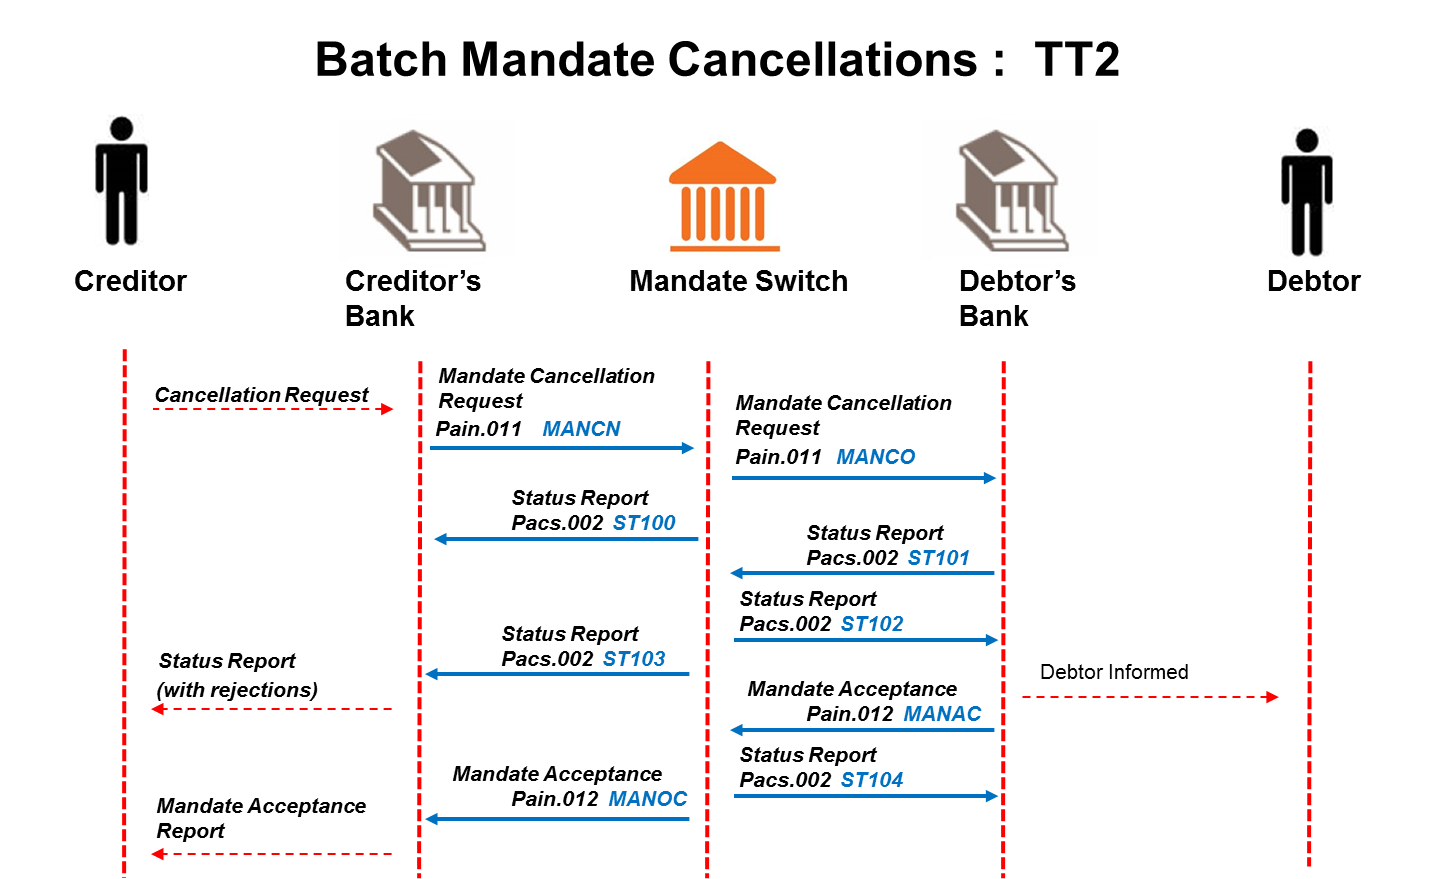 Batch Mandate Cancellations : TT2
Creditor
Creditor's
Bank
Mandate Switch
Debtor's
Bank
Debtor
Cancellation Request
Mandate Cancellation
Request
Pain.011 MANCN
Mandate Cancellation
Request
Pain.011 MANCO
Status Report
Pacs.002 ST100
Status Report
Pacs.002 ST101
Status Report
Pacs.002 ST102
Status Report
Pacs.002 ST103
Status Report
(with rejections)
Debtor Informed
Mandate Acceptance
Pain.012 MANAC
Status Report
Pacs.002 ST104
Mandate Acceptance
Pain.012 MANOC
Mandate Acceptance
Report